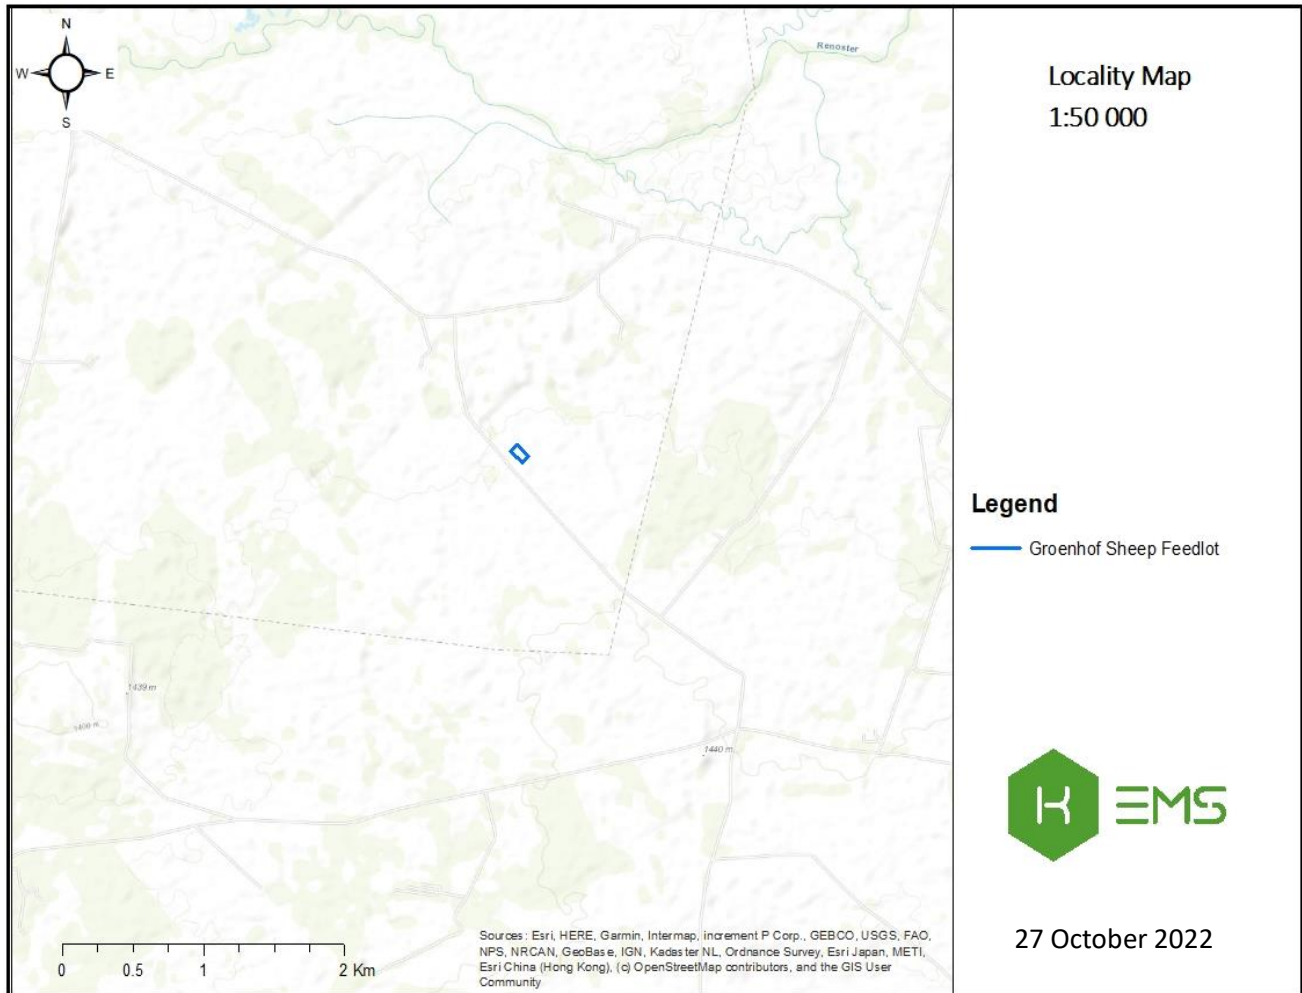 N
W E
S
Renoster
Locality Map
1:50 000
Legend
Groenhof Sheep Feedlot
1439 m
1400 m
1440 m
K EMS
0 0.5 1 2 Km
Sources: Esri, HERE, Garmin, Intermap, increment P Corp., GEBCO, USGS, FAO,
NPS, NRCAN, GeoBase, IGN, Kadaster NL, Ordnance Survey, Esri Japan, METI,
Esri China (Hong Kong), (c) OpenStreetMap contributors, and the GIS User
Community
27 October 2022